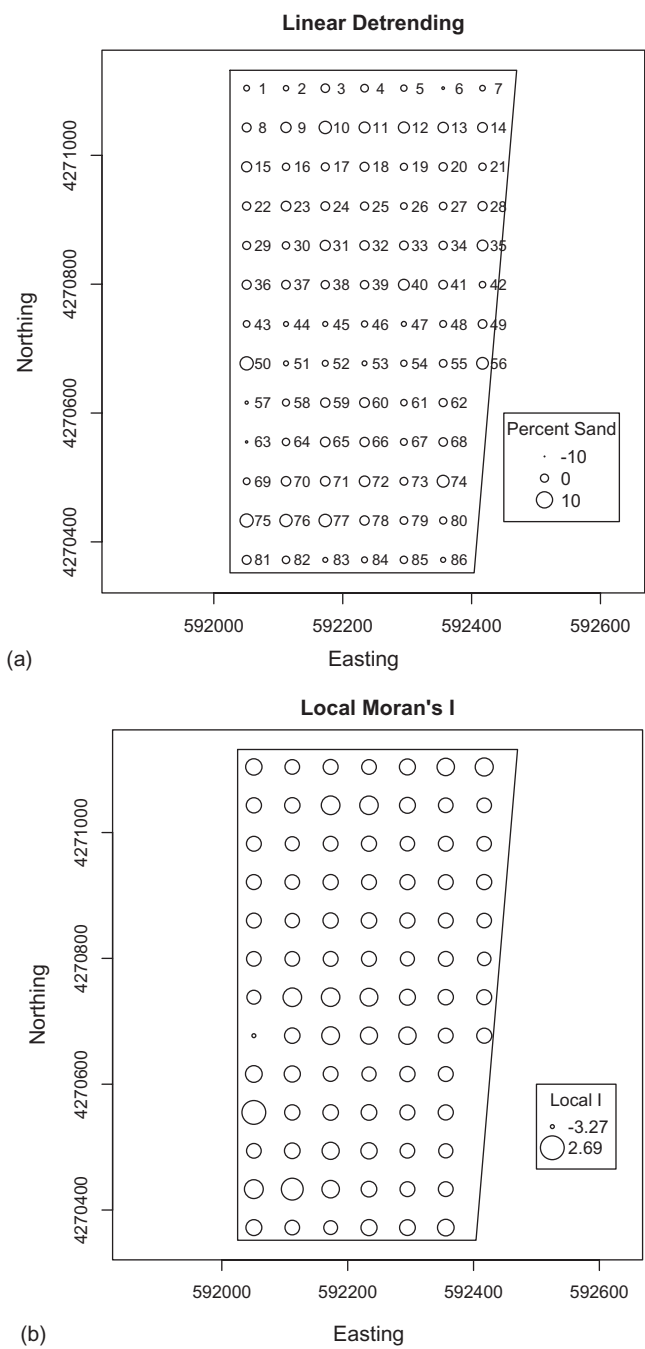 Linear Detrending
1 2 3 4 5 6 7
8 9 10 11 12 13 14
4271000
15 16 17 18 19 20 21
22 23 24 25 26 27 28
29 30 31 32 33 34 35
4270800
36 37 38 39 40 41 42
43 44 45 46 47 48 49
Northing
50 51 52 53 54 55 56
4270600
57 58 59 60 61 62
Percent Sand
63 64 65 66 67 68
-10
0
10
69 70 71 72 73 74
75 76 77 78 79 80
4270400
81 82 83 84 85 86
592000 592200 592400 592600
(a)
Easting
Local Moran's I
4271000
4270800
Northing
4270600
Local I
-3.27
2.69
4270400
592000 592200 592400 592600
(b)
Easting